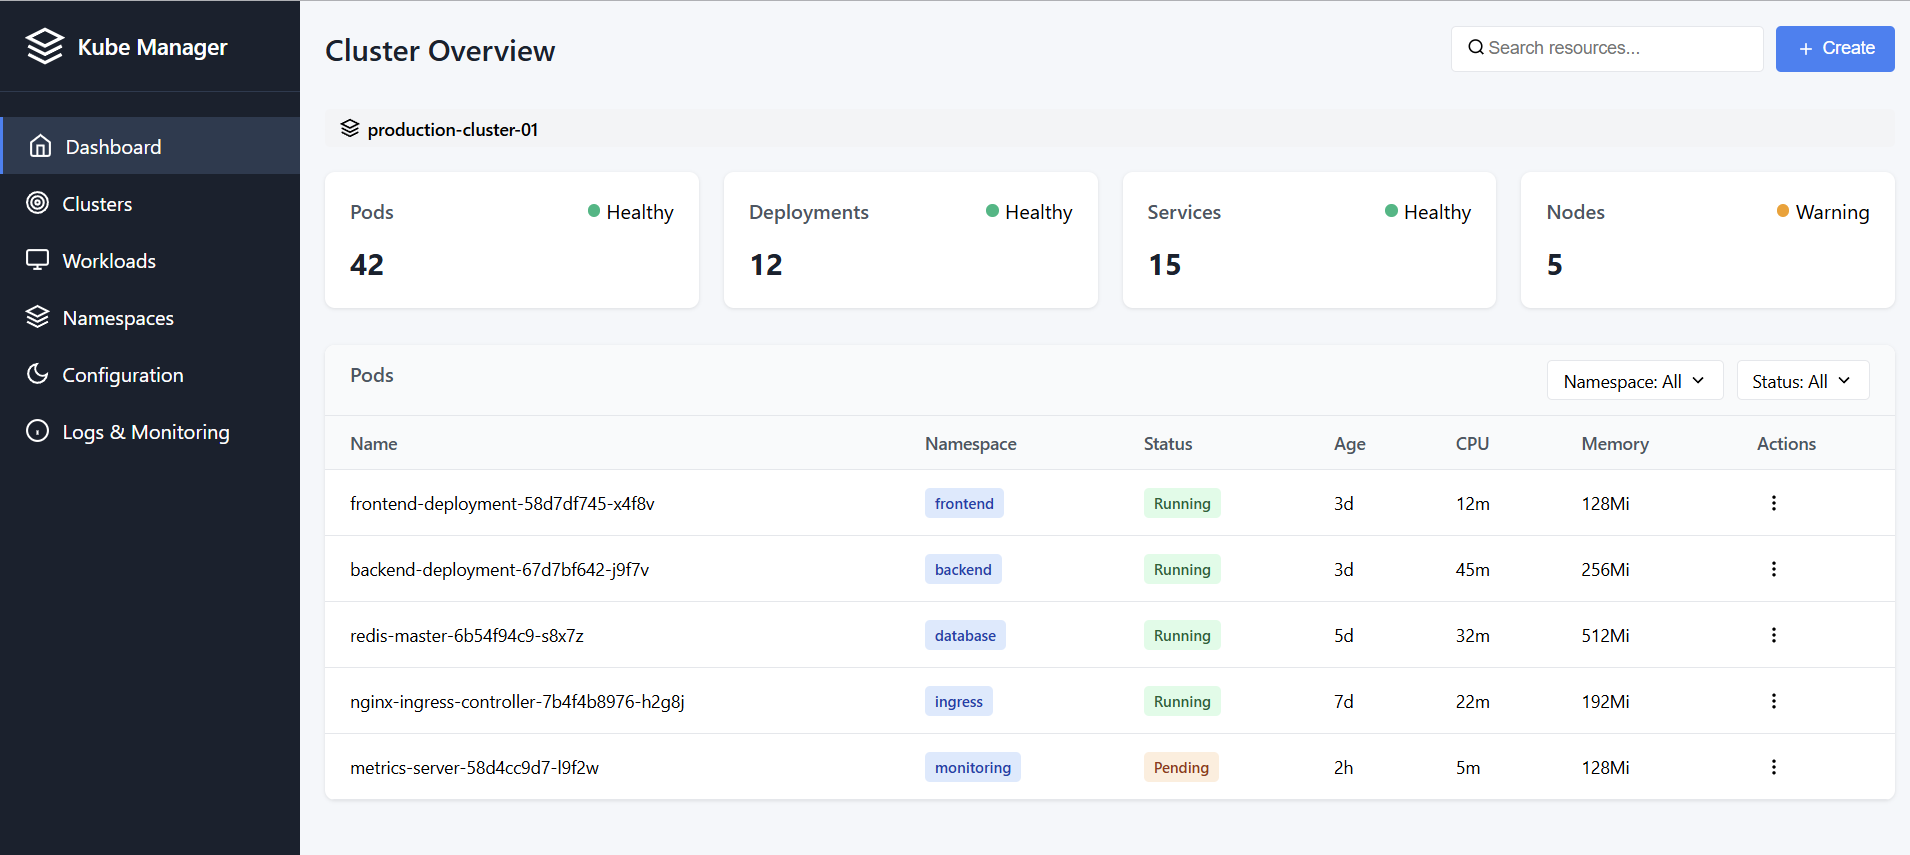 Kube Manager
Dashboard
Clusters
Workloads
Namespaces
Configuration
Logs & Monitoring
Cluster Overview
Search resources...
+ Create
production-cluster-01
Pods
Healthy
42
Deployments
Healthy
12
Services
Healthy
15
Nodes
Warning
5
Pods
Namespace: All
Status: All
Name Namespace Status Age CPU Memory Actions
frontend-deployment-58d7df745-x4f8v frontend Running 3d 12m 128Mi
backend-deployment-67d7bf642-j9f7v backend Running 3d 45m 256Mi
redis-master-6b54f94c9-s8x7z database Running 5d 32m 512Mi
nginx-ingress-controller-7b4f4b8976-h2g8j ingress Running 7d 22m 192Mi
metrics-server-58d4cc9d7-l9f2w monitoring Pending 2h 5m 128Mi